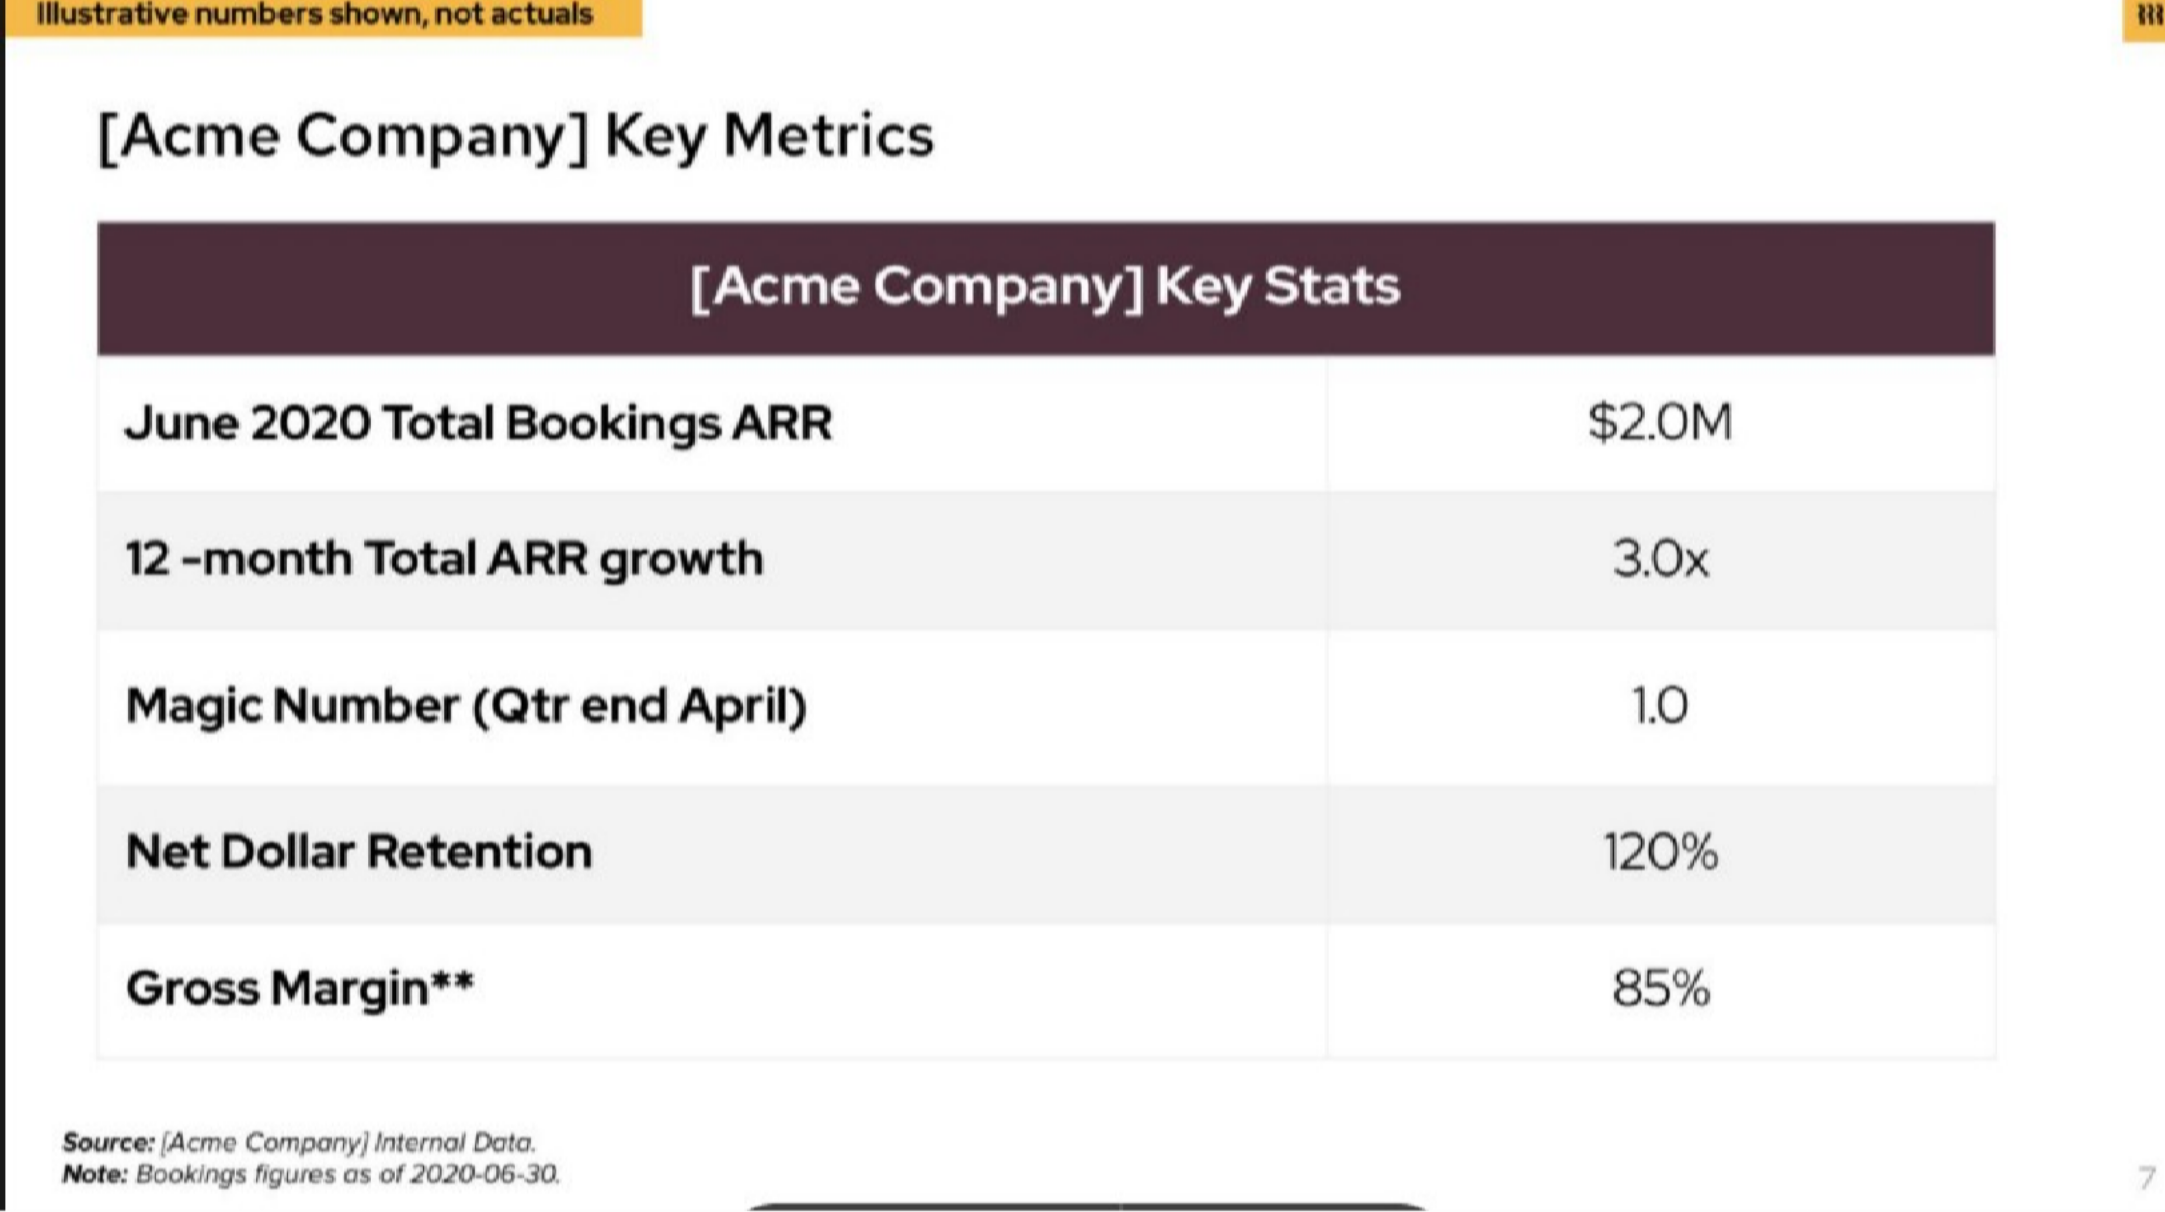 Illustrative numbers shown, not actuals
[Acme Company] Key Metrics
[Acme Company] Key Stats
June 2020 Total Bookings ARR $2.0M
12 –month Total ARR growth 3.0x
Magic Number (Qtr end April) 1.0
Net Dollar Retention 120%
Gross Margin** 85%
Source: [Acme Company] Internal Data.
Note: Bookings figures as of 2020-06-30.
7